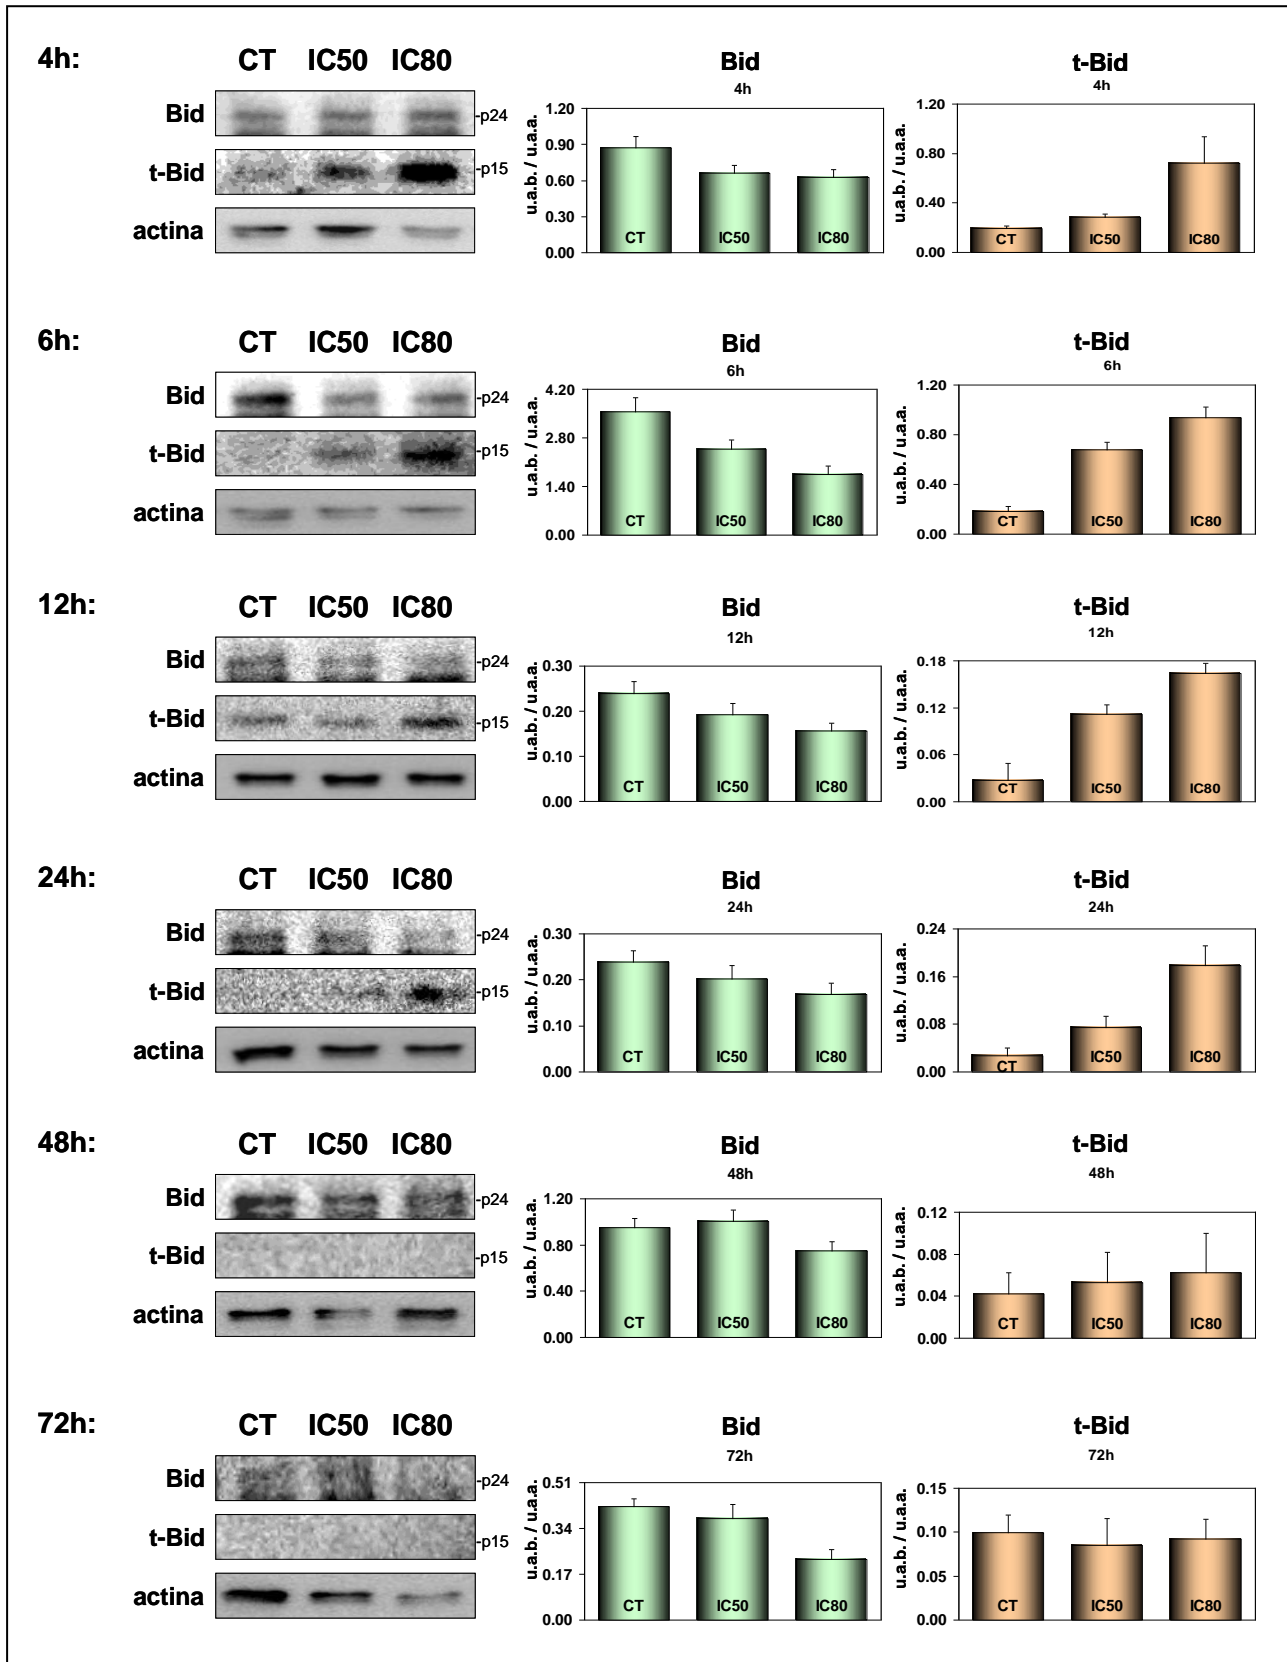 4h:
CT IC50 IC80
Bid
-p24
t-Bid
-p15
actina
Bid
4h
u.a.b. / u.a.a.
1.20
0.90
0.60
0.30
0.00
CT IC50 IC80
t-Bid
4h
u.a.b. / u.a.a.
1.20
0.80
0.40
0.00
CT IC50 IC80
6h:
CT IC50 IC80
Bid
-p24
t-Bid
-p15
actina
Bid
6h
u.a.b. / u.a.a.
4.20
2.80
1.40
0.00
CT IC50 IC80
t-Bid
6h
u.a.b. / u.a.a.
1.20
0.80
0.40
0.00
CT IC50 IC80
12h:
CT IC50 IC80
Bid
-p24
t-Bid
-p15
actina
Bid
12h
u.a.b. / u.a.a.
0.30
0.20
0.10
0.00
CT IC50 IC80
t-Bid
12h
u.a.b. / u.a.a.
0.18
0.12
0.06
0.00
CT IC50 IC80
24h:
CT IC50 IC80
Bid
-p24
t-Bid
-p15
actina
Bid
24h
u.a.b. / u.a.a.
0.30
0.20
0.10
0.00
CT IC50 IC80
t-Bid
24h
u.a.b. / u.a.a.
0.24
0.16
0.08
0.00
CT IC50 IC80
48h:
CT IC50 IC80
Bid
-p24
t-Bid
-p15
actina
Bid
48h
u.a.b. / u.a.a.
1.20
0.80
0.40
0.00
CT IC50 IC80
t-Bid
48h
u.a.b. / u.a.a.
0.12
0.08
0.04
0.00
CT IC50 IC80
72h:
CT IC50 IC80
Bid
-p24
t-Bid
-p15
actina
Bid
72h
u.a.b. / u.a.a.
0.51
0.34
0.17
0.00
CT IC50 IC80
t-Bid
72h
u.a.b. / u.a.a.
0.15
0.10
0.05
0.00
CT IC50 IC80